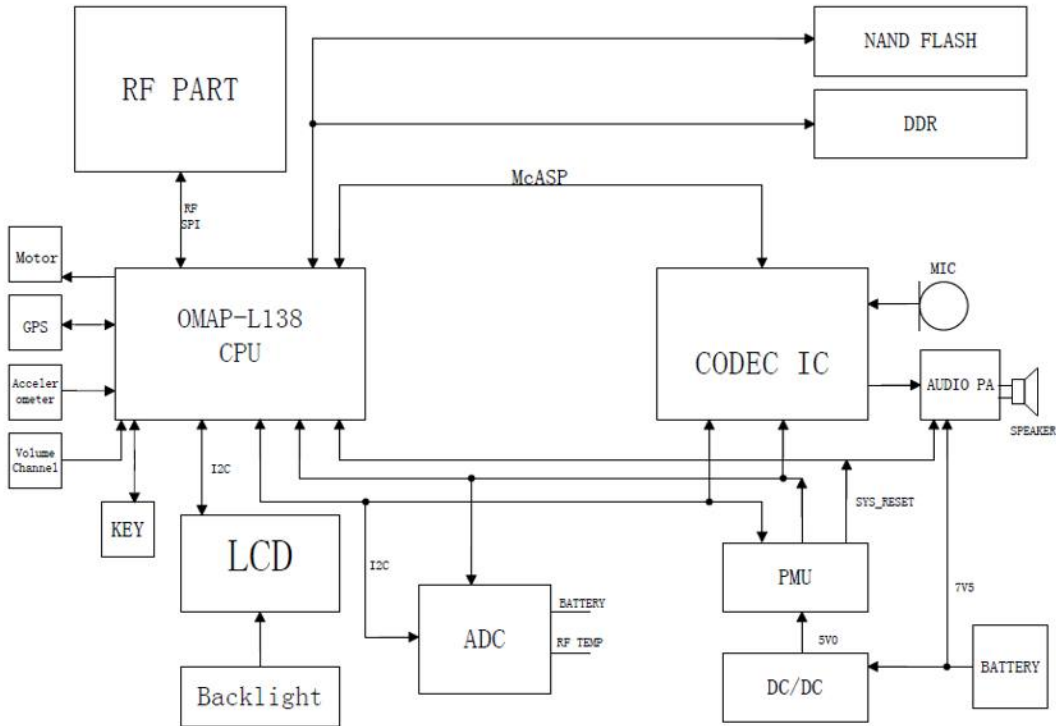 RF PART
NAND FLASH
DDR
McASP
RF
SPI
Motor
GPS
Acceler
ometer
Volume
Channel
OMAP-L138
CPU
CODEC IC
MIC
AUDIO PA
SPEAKER
I2C
KEY
LCD
I2C
SYS_RESET
Backlight
ADC
BATTERY
RF TEMP
PMU
7V5
5V0
DC/DC
BATTERY